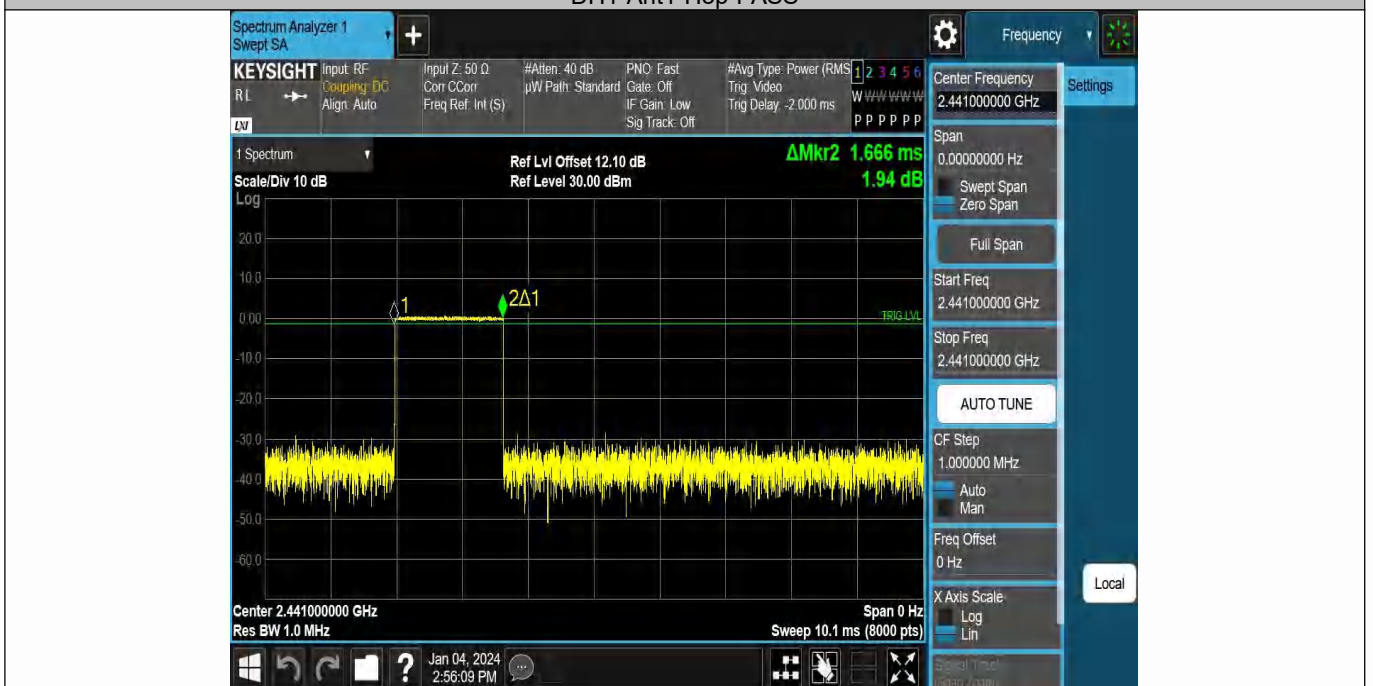 Spectrum Analyzer 1
Swept SA
+
Frequency
KEYSIGHT
RL
Input: RF
Coupling: DC
Align: Auto
Input Z: 50 Ω
Corr CCorr
Freq Ref: Int (S)
#Atten: 40 dB
µW Path: Standard
PNO: Fast
Gate: Off
IF Gain: Low
Sig Track: Off
#Avg Type: Power (RMS
Trig: Video
Trig Delay: -2.000 ms
1 2 3 4 5 6
W W W W W W
P P P P P P
LXI
1 Spectrum
Scale/Div 10 dB
Log
Ref Lvl Offset 12.10 dB
Ref Level 30.00 dBm
ΔMkr2 1.666 ms
1.94 dB
20.0
10.0
0.00
-10.0
-20.0
-30.0
-40.0
-50.0
-60.0
1
2Δ1
TRIG LVL
Center 2.441000000 GHz
Res BW 1.0 MHz
Span 0 Hz
Sweep 10.1 ms (8000 pts)
Center Frequency
2.441000000 GHz
Settings
Span
0.00000000 Hz
Swept Span
Zero Span
Full Span
Start Freq
2.441000000 GHz
Stop Freq
2.441000000 GHz
AUTO TUNE
CF Step
1.000000 MHz
Auto
Man
Freq Offset
0 Hz
X Axis Scale
Log
Lin
Local
Signal Track
?
Jan 04, 2024
2:56:09 PM